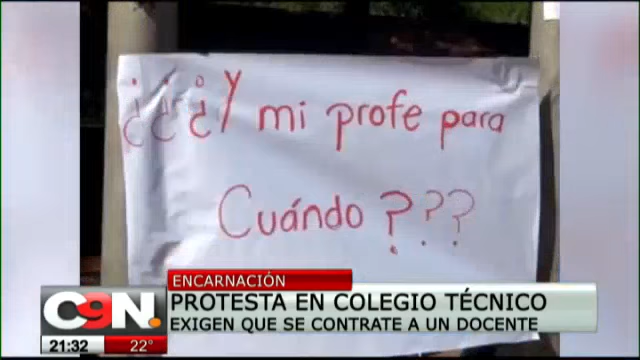 ¿¿¿Y mi profe para
Cuándo ???
ENCARNACIÓN
C9N.
PROTESTA EN COLEGIO TÉCNICO
EXIGEN QUE SE CONTRATE A UN DOCENTE
21:32 22°